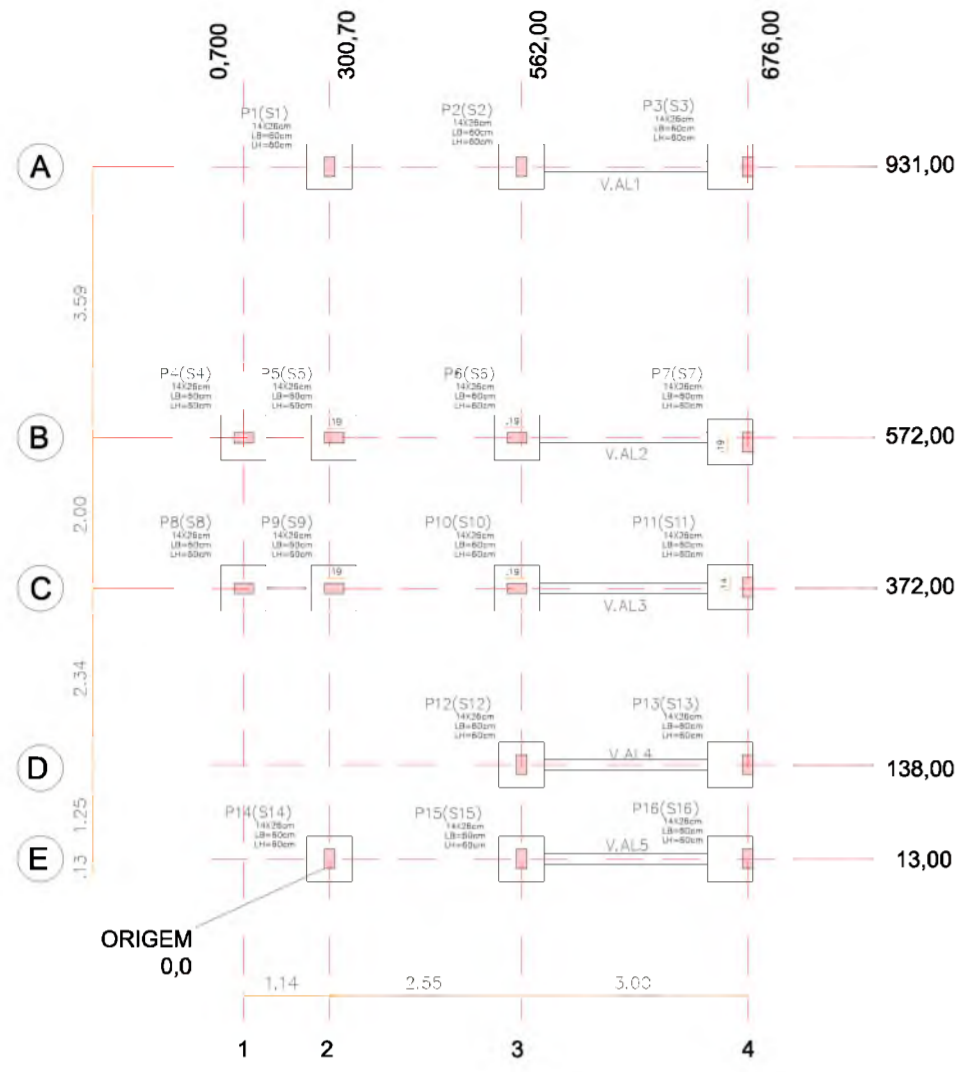 0,700
300,70
562,00
676,00
P1(S1)
14X26cm
LB=60cm
LH=60cm
P2(S2)
14X26cm
LB=60cm
LH=60cm
P3(S3)
14X26cm
LB=60cm
LH=60cm
A
V.AL1
931,00
3.59
P4(S4)
14X26cm
LB=60cm
LH=60cm
P5(S5)
14X26cm
LB=60cm
LH=60cm
P6(S6)
14X26cm
LB=60cm
LH=60cm
P7(S7)
14X26cm
LB=60cm
LH=60cm
B
.19
.19
V.AL2
.19
572,00
2.00
P8(S8)
14X26cm
LB=60cm
LH=60cm
P9(S9)
14X26cm
LB=60cm
LH=60cm
P10(S10)
14X26cm
LB=60cm
LH=60cm
P11(S11)
14X26cm
LB=60cm
LH=60cm
C
.19
.19
V.AL3
.14
372,00
2.34
P12(S12)
14X26cm
LB=60cm
LH=60cm
P13(S13)
14X26cm
LB=60cm
LH=60cm
D
V.AL4
138,00
1.25
P14(S14)
14X26cm
LB=60cm
LH=60cm
P15(S15)
14X26cm
LB=60cm
LH=60cm
P16(S16)
14X26cm
LB=60cm
LH=60cm
E
V.AL5
13,00
.13
ORIGEM
0,0
1.14
2.55
3.00
1
2
3
4